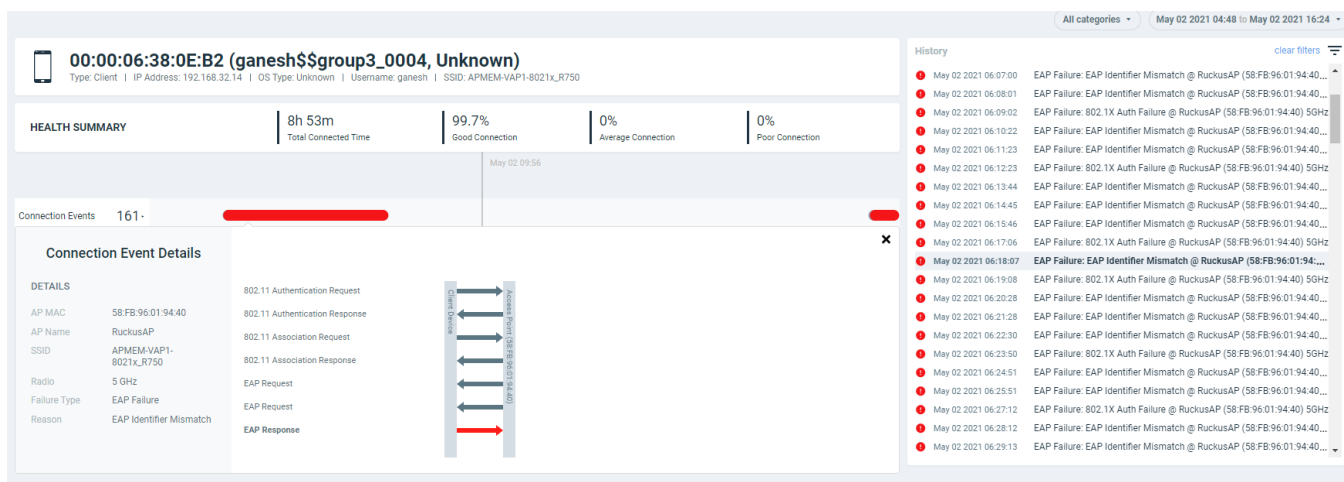 All categories
May 02 2021 04:48 to May 02 2021 16:24
00:00:06:38:0E:B2 (ganesh$$group3_0004, Unknown)
Type: Client | IP Address: 192.168.32.14 | OS Type: Unknown | Username: ganesh | SSID: APMEM-VAP1-8021x_R750
HEALTH SUMMARY
8h 53m
Total Connected Time
99.7%
Good Connection
0%
Average Connection
0%
Poor Connection
May 02 09:56
Connection Events 161
Connection Event Details
DETAILS
AP MAC 58:FB:96:01:94:40
AP Name RuckusAP
SSID APMEM-VAP1-
8021x_R750
Radio 5 GHz
Failure Type EAP Failure
Reason EAP Identifier Mismatch
802.11 Authentication Request
802.11 Authentication Response
802.11 Association Request
802.11 Association Response
EAP Request
EAP Request
EAP Response
Client Device
Access Point (58:FB:96:01:94:40)
History
clear filters
May 02 2021 06:07:00 EAP Failure: EAP Identifier Mismatch @ RuckusAP (58:FB:96:01:94:40...
May 02 2021 06:08:01 EAP Failure: EAP Identifier Mismatch @ RuckusAP (58:FB:96:01:94:40...
May 02 2021 06:09:02 EAP Failure: 802.1X Auth Failure @ RuckusAP (58:FB:96:01:94:40) 5GHz
May 02 2021 06:10:22 EAP Failure: EAP Identifier Mismatch @ RuckusAP (58:FB:96:01:94:40...
May 02 2021 06:11:23 EAP Failure: EAP Identifier Mismatch @ RuckusAP (58:FB:96:01:94:40...
May 02 2021 06:12:23 EAP Failure: 802.1X Auth Failure @ RuckusAP (58:FB:96:01:94:40) 5GHz
May 02 2021 06:13:44 EAP Failure: EAP Identifier Mismatch @ RuckusAP (58:FB:96:01:94:40...
May 02 2021 06:14:45 EAP Failure: EAP Identifier Mismatch @ RuckusAP (58:FB:96:01:94:40...
May 02 2021 06:15:46 EAP Failure: EAP Identifier Mismatch @ RuckusAP (58:FB:96:01:94:40...
May 02 2021 06:17:06 EAP Failure: 802.1X Auth Failure @ RuckusAP (58:FB:96:01:94:40) 5GHz
May 02 2021 06:18:07 EAP Failure: EAP Identifier Mismatch @ RuckusAP (58:FB:96:01:94:...
May 02 2021 06:19:08 EAP Failure: 802.1X Auth Failure @ RuckusAP (58:FB:96:01:94:40) 5GHz
May 02 2021 06:20:28 EAP Failure: EAP Identifier Mismatch @ RuckusAP (58:FB:96:01:94:40...
May 02 2021 06:21:28 EAP Failure: EAP Identifier Mismatch @ RuckusAP (58:FB:96:01:94:40...
May 02 2021 06:22:30 EAP Failure: EAP Identifier Mismatch @ RuckusAP (58:FB:96:01:94:40...
May 02 2021 06:23:50 EAP Failure: 802.1X Auth Failure @ RuckusAP (58:FB:96:01:94:40) 5GHz
May 02 2021 06:24:51 EAP Failure: EAP Identifier Mismatch @ RuckusAP (58:FB:96:01:94:40...
May 02 2021 06:25:51 EAP Failure: EAP Identifier Mismatch @ RuckusAP (58:FB:96:01:94:40...
May 02 2021 06:27:12 EAP Failure: 802.1X Auth Failure @ RuckusAP (58:FB:96:01:94:40) 5GHz
May 02 2021 06:28:12 EAP Failure: EAP Identifier Mismatch @ RuckusAP (58:FB:96:01:94:40...
May 02 2021 06:29:13 EAP Failure: EAP Identifier Mismatch @ RuckusAP (58:FB:96:01:94:40...